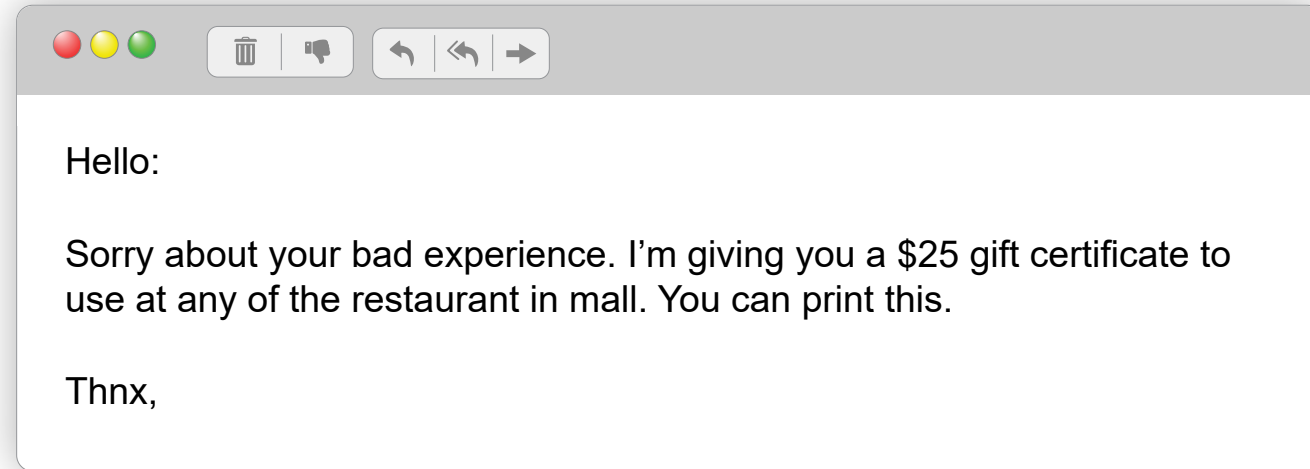 Hello:
Sorry about your bad experience. I’m giving you a $25 gift certificate to
use at any of the restaurant in mall. You can print this.
Thnx,